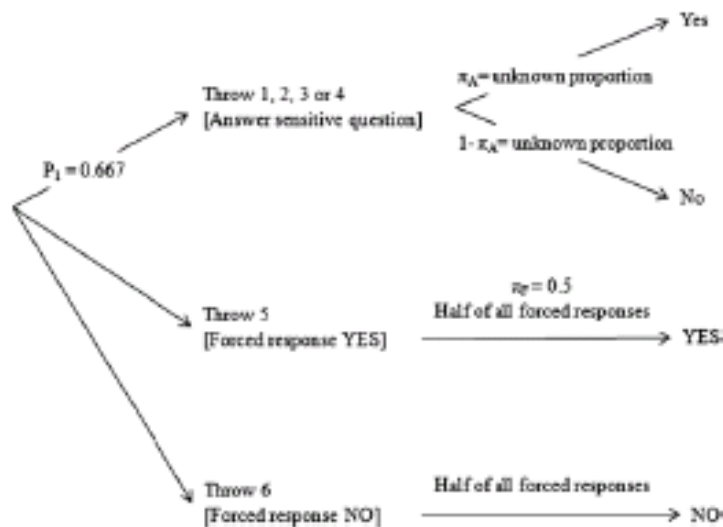 Yes
Throw 1, 2, 3 or 4
[Answer sensitive question]
π_A = unknown proportion
1- π_A = unknown proportion
P₁ = 0.667
No
π_F = 0.5
Throw 5
[Forced response YES]
Half of all forced responses
YES
Throw 6
[Forced response NO]
Half of all forced responses
NO